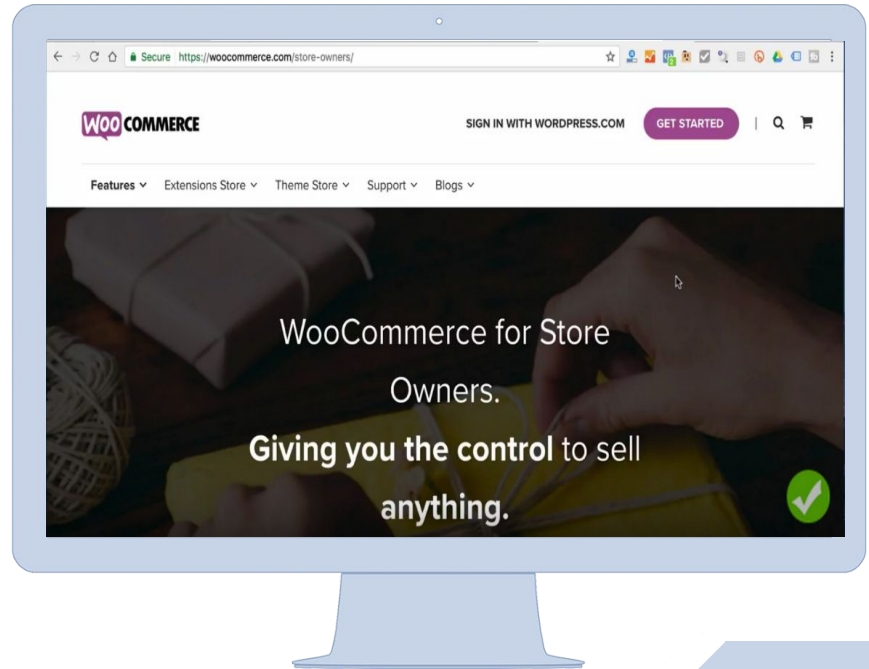 Secure https://woocommerce.com/store-owners/
WOO COMMERCE
SIGN IN WITH WORDPRESS.COM GET STARTED
Features Extensions Store Theme Store Support Blogs
WooCommerce for Store
Owners.
Giving you the control to sell
anything.